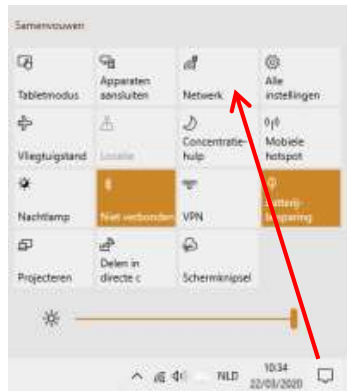 Samenvouwen
Tabletmodus
Apparaten
aansluiten
Netwerk
Alle
instellingen
Vliegtuigstand
Locatie
Concentratie-
hulp
Mobiele
hotspot
Nachtlamp
Niet verbonden
VPN
Batterij-
besparing
Projecteren
Delen in
directe c
Schermknipsel
NLD
10:34
22/03/2020